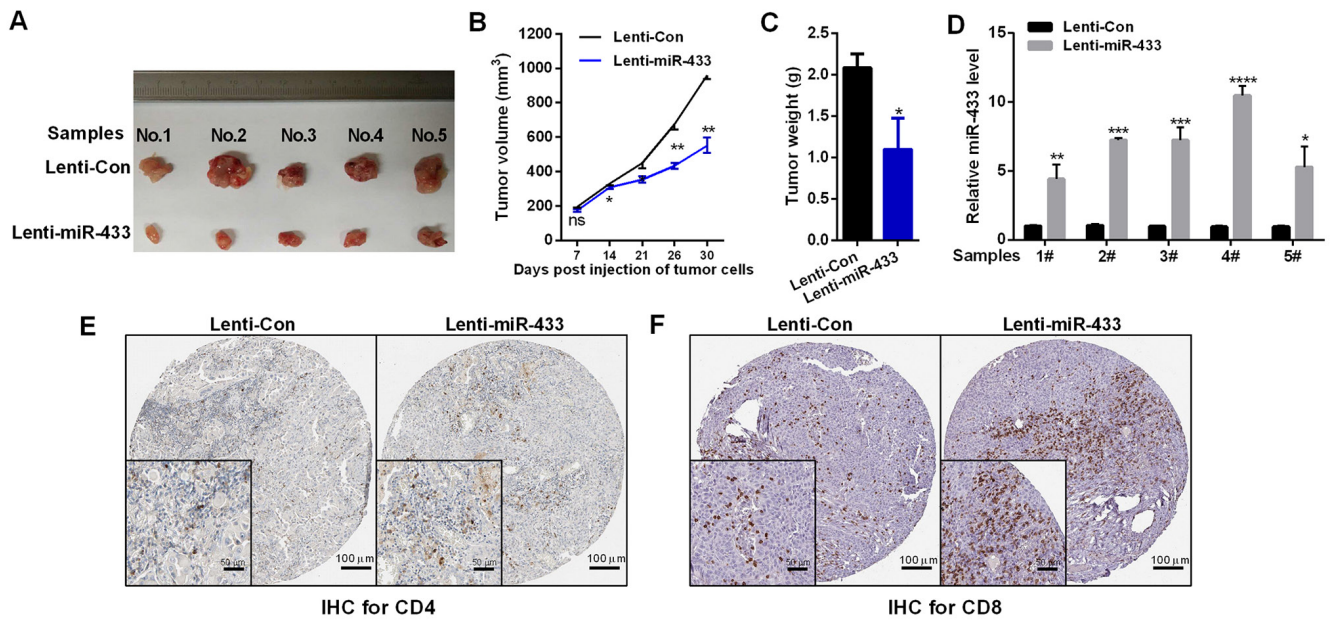 A
Samples No.1 No.2 No.3 No.4 No.5
Lenti-Con
Lenti-miR-433
B
Lenti-Con
Lenti-miR-433
Tumor volume (mm3)
1200
1000
800
600
400
200
0
ns
*
**
**
7 14 21 26 30
Days post injection of tumor cells
C
Tumor weight (g)
2.5
2.0
1.5
1.0
0.5
0.0
*
Lenti-Con
Lenti-miR-433
D
Lenti-Con
Lenti-miR-433
Relative miR-433 level
15
10
5
0
** *** *** **** *
Samples 1# 2# 3# 4# 5#
E
Lenti-Con Lenti-miR-433
50 μm 100 μm 50 μm 100 μm
IHC for CD4
F
Lenti-Con Lenti-miR-433
50 μm 100 μm 50 μm 100 μm
IHC for CD8